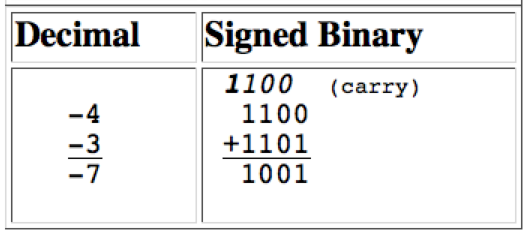 Decimal Signed Binary
1100 (carry)
-4 1100
-3 +1101
-7 1001